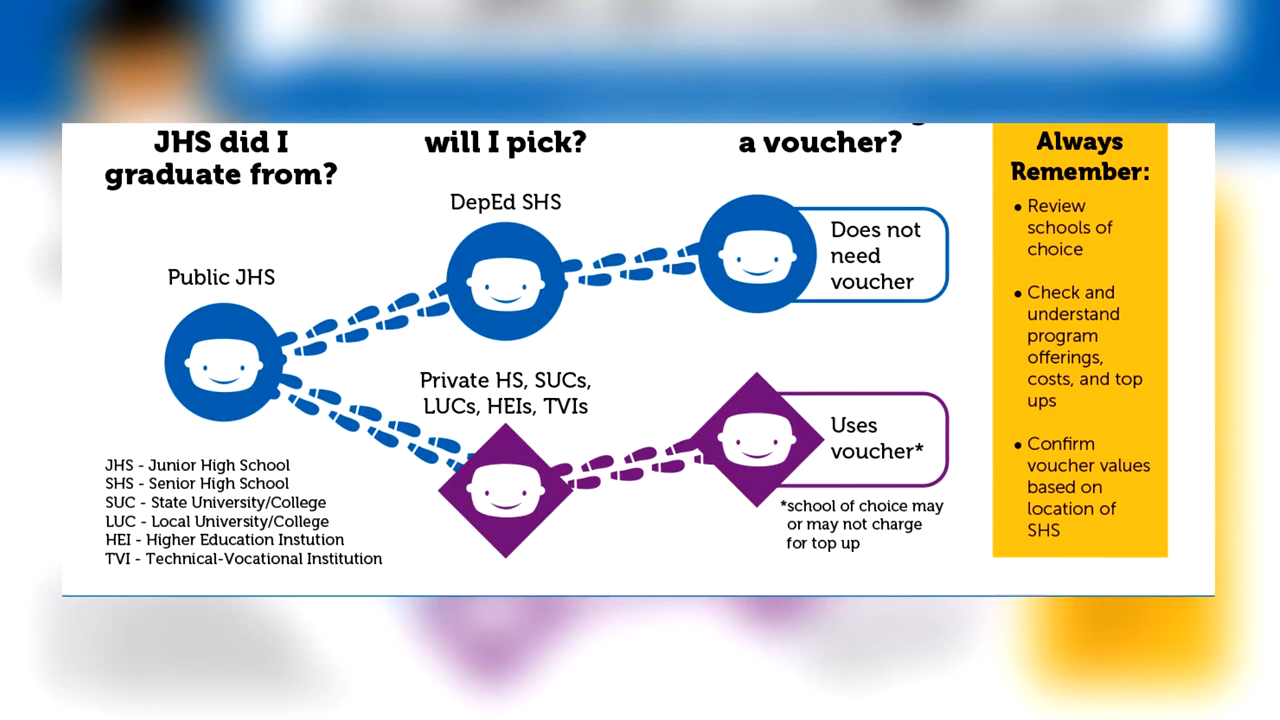 JHS did I
graduate from?
will I pick?
a voucher?
Public JHS
DepEd SHS
Does not
need
voucher
Private HS, SUCs,
LUCs, HEIs, TVIs
Uses
voucher*
*school of choice may
or may not charge
for top up
JHS - Junior High School
SHS - Senior High School
SUC - State University/College
LUC - Local University/College
HEI - Higher Education Instution
TVI - Technical-Vocational Institution
Always
Remember:
• Review
schools of
choice
• Check and
understand
program
offerings,
costs, and top
ups
• Confirm
voucher values
based on
location of
SHS